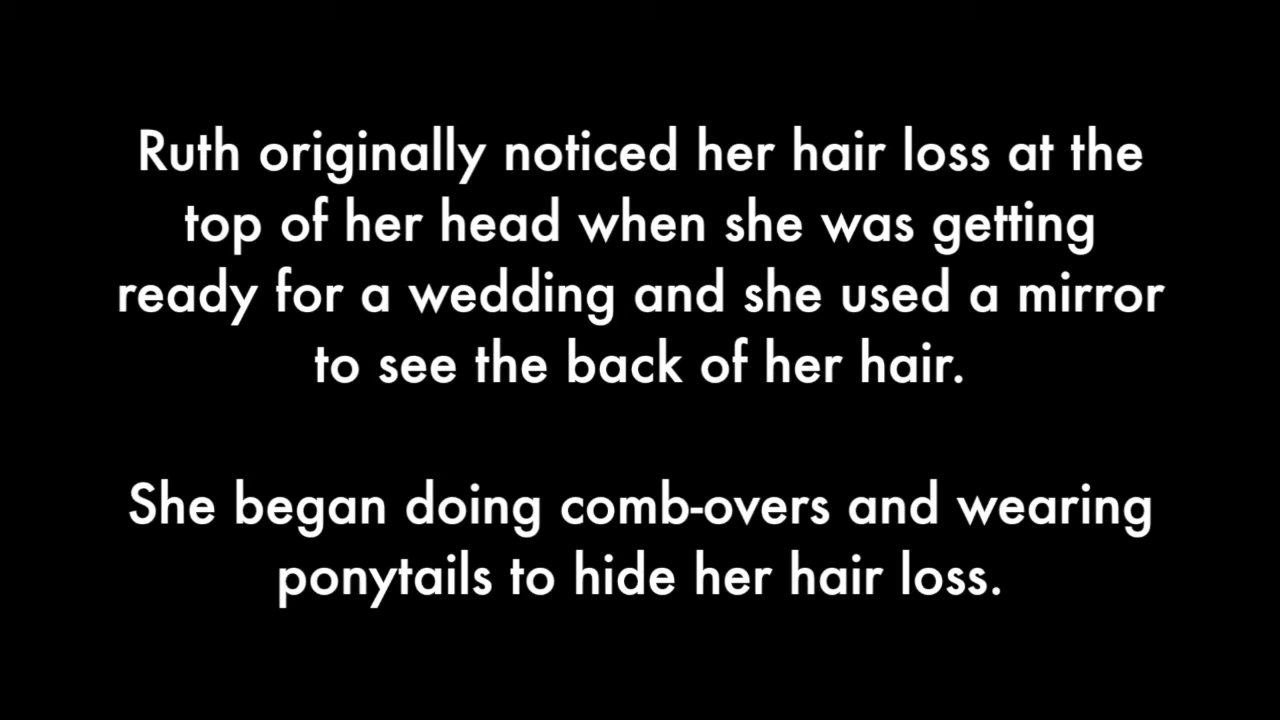 Ruth originally noticed her hair loss at the
top of her head when she was getting
ready for a wedding and she used a mirror
to see the back of her hair.
She began doing comb-overs and wearing
ponytails to hide her hair loss.